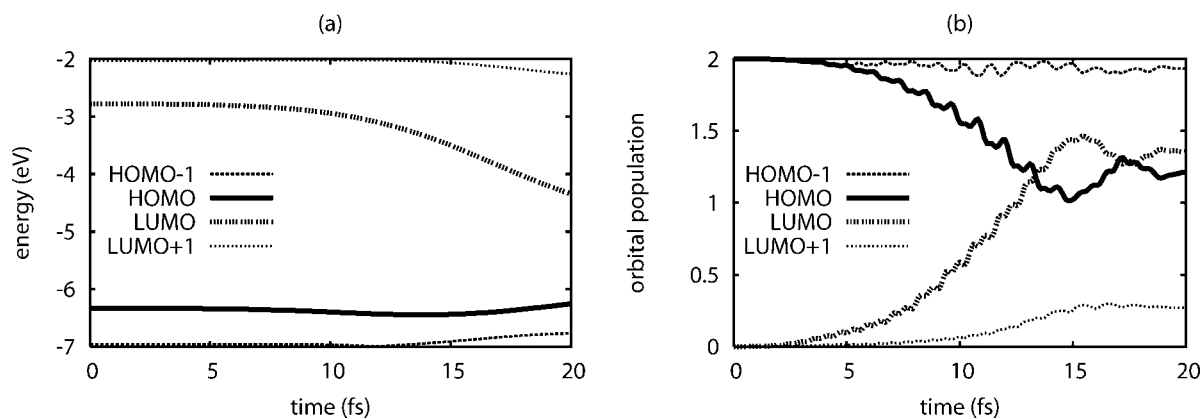 (a)
-2
-3
-4
-5
-6
-7
energy (eV)
HOMO-1
HOMO
LUMO
LUMO+1
0
5
10
15
20
time (fs)
(b)
2
1.5
1
0.5
0
orbital population
HOMO-1
HOMO
LUMO
LUMO+1
0
5
10
15
20
time (fs)